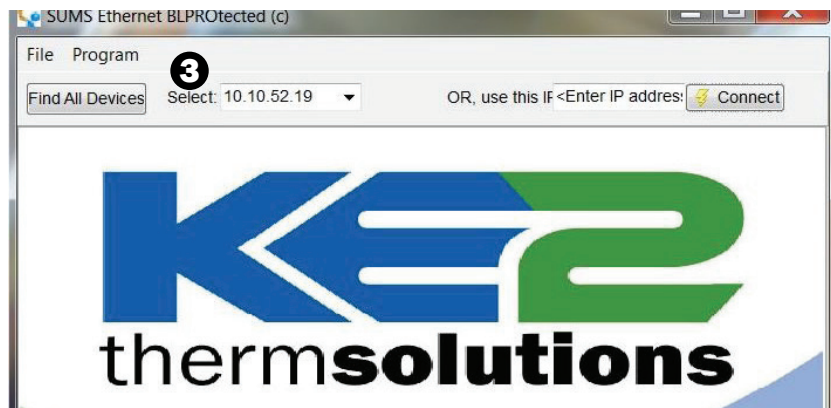 SUMS Ethernet BLPROtected (c)
File Program
3
Find All Devices Select: 10.10.52.19 OR, use this IF <Enter IP addres: Connect
KE2
thermsolutions